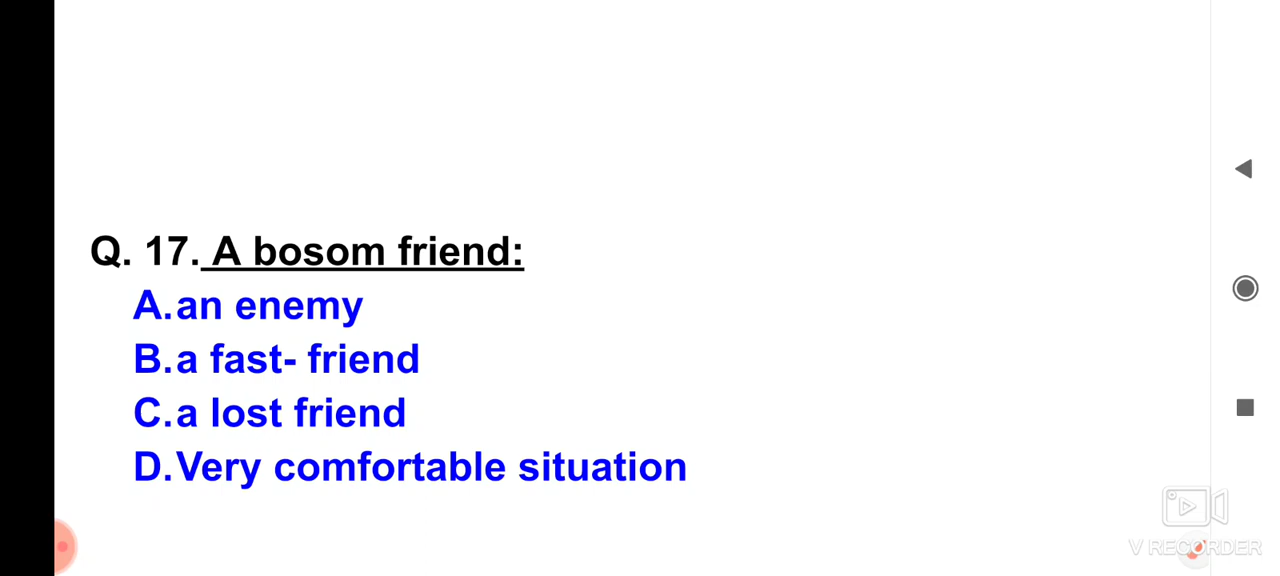 Q. 17. A bosom friend:
A.an enemy
B.a fast- friend
C.a lost friend
D.Very comfortable situation
V RECORDER